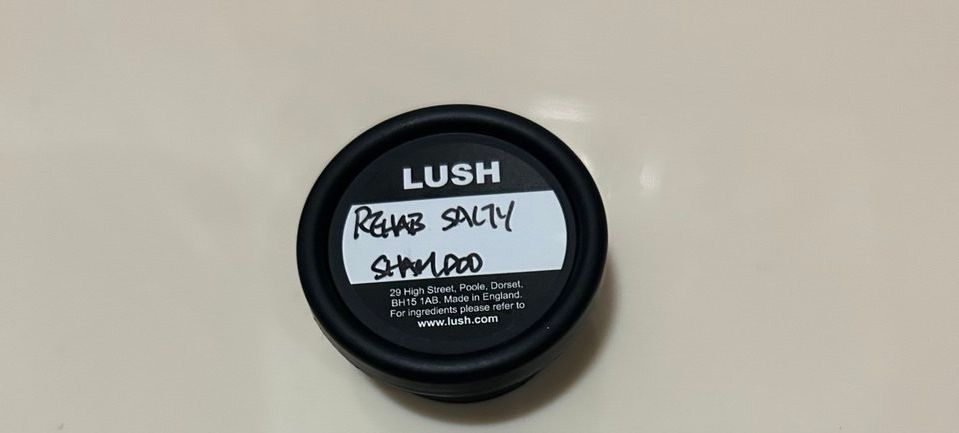 LUSH
REHAB SALTY
SHAMPOO
29 High Street, Poole, Dorset,
BH15 1AB. Made in England.
For ingredients please refer to
www.lush.com